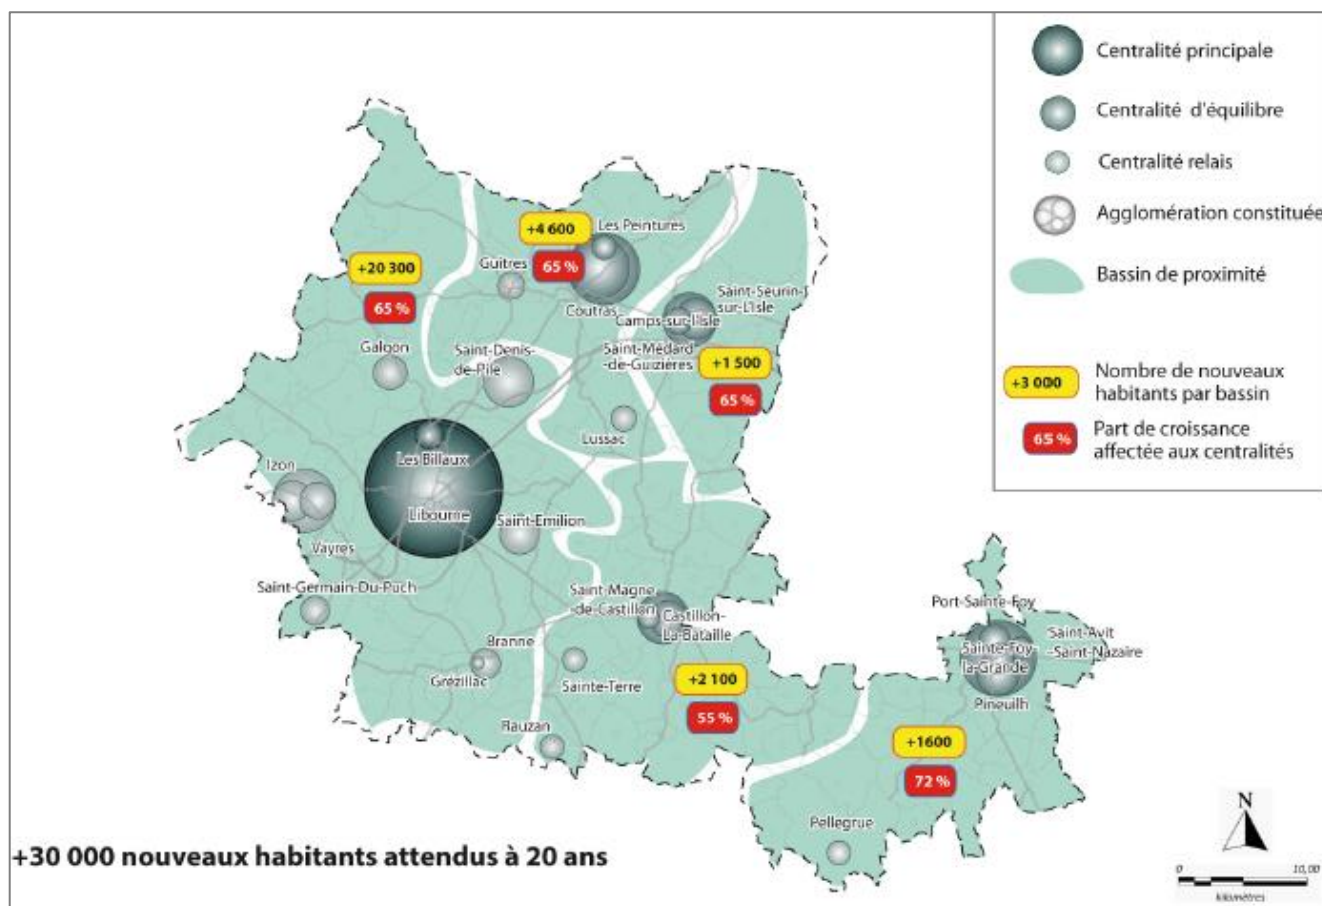 Centralité principale
Centralité d'équilibre
Centralité relais
Agglomération constituée
Bassin de proximité
+3 000
Nombre de nouveaux
habitants par bassin
65 %
Part de croissance
affectée aux centralités
+4 600
Les Peintures
65 %
Guîtres
+20 300
65 %
Coutras
Saint-Seurin-
sur-L'Isle
Camps-sur-l'Isle
Saint-Médard
-de-Guizières
+1 500
65 %
Galgon
Saint-Denis-
de-Pile
Lussac
Les Billaux
Izon
Libourne
Saint-Emilion
Vayres
Saint-Germain-Du-Puch
Saint-Magne
-de-Castillon
Castillon-
La-Bataille
Port-Sainte-Foy
Saint-Avit
-Saint-Nazaire
Sainte-Foy-
la-Grande
Pineuilh
Branne
Grézillac
Sainte-Terre
+2 100
55 %
Rauzan
+1600
72 %
Pellegrue
N
0 10,00
kilomètres
+30 000 nouveaux habitants attendus à 20 ans